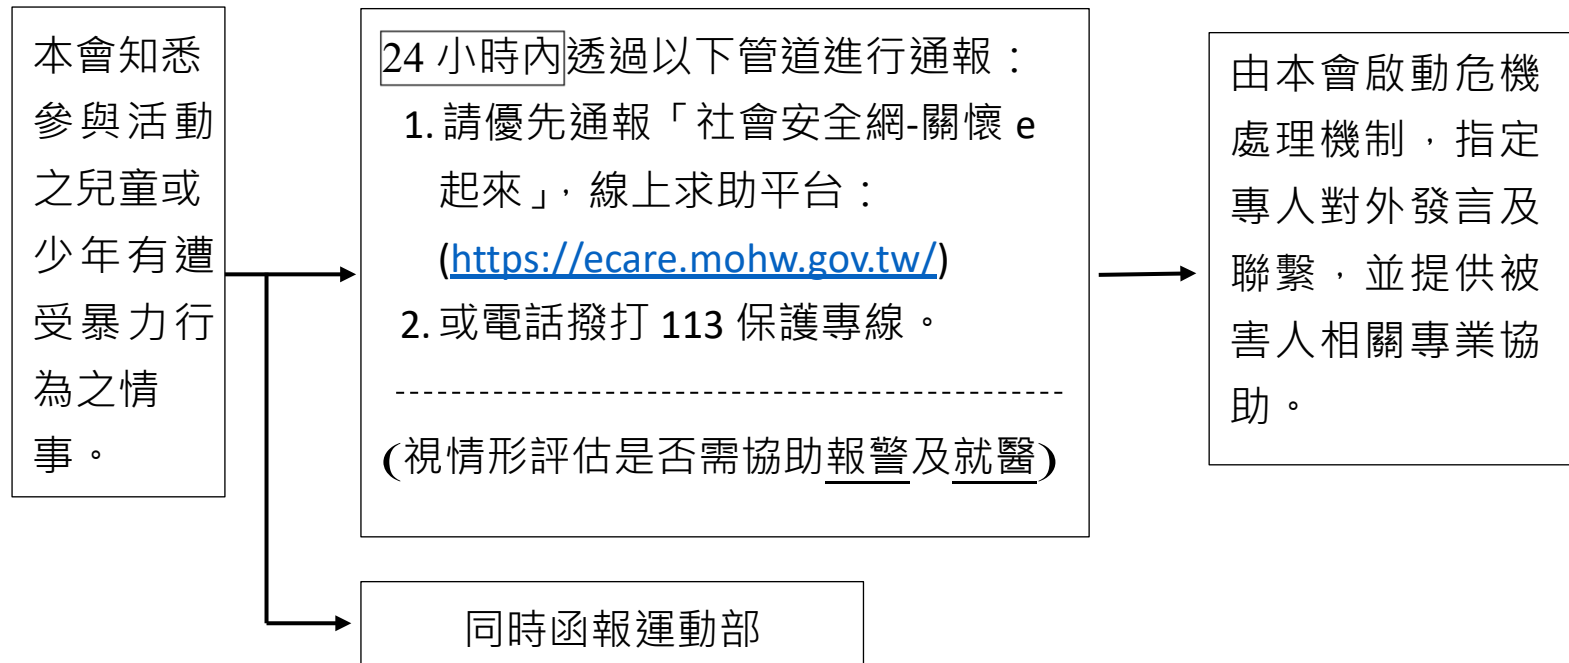 本會知悉
參與活動
之兒童或
少年有遭
受暴力行
為之情
事。
24 小時內透過以下管道進行通報：
1. 請優先通報「社會安全網-關懷 e
起來」，線上求助平台：
(https://ecare.mohw.gov.tw/)
2. 或電話撥打 113 保護專線。
--------------------------------------------------
(視情形評估是否需協助報警及就醫)
由本會啟動危機
處理機制，指定
專人對外發言及
聯繫，並提供被
害人相關專業協
助。
同時函報運動部